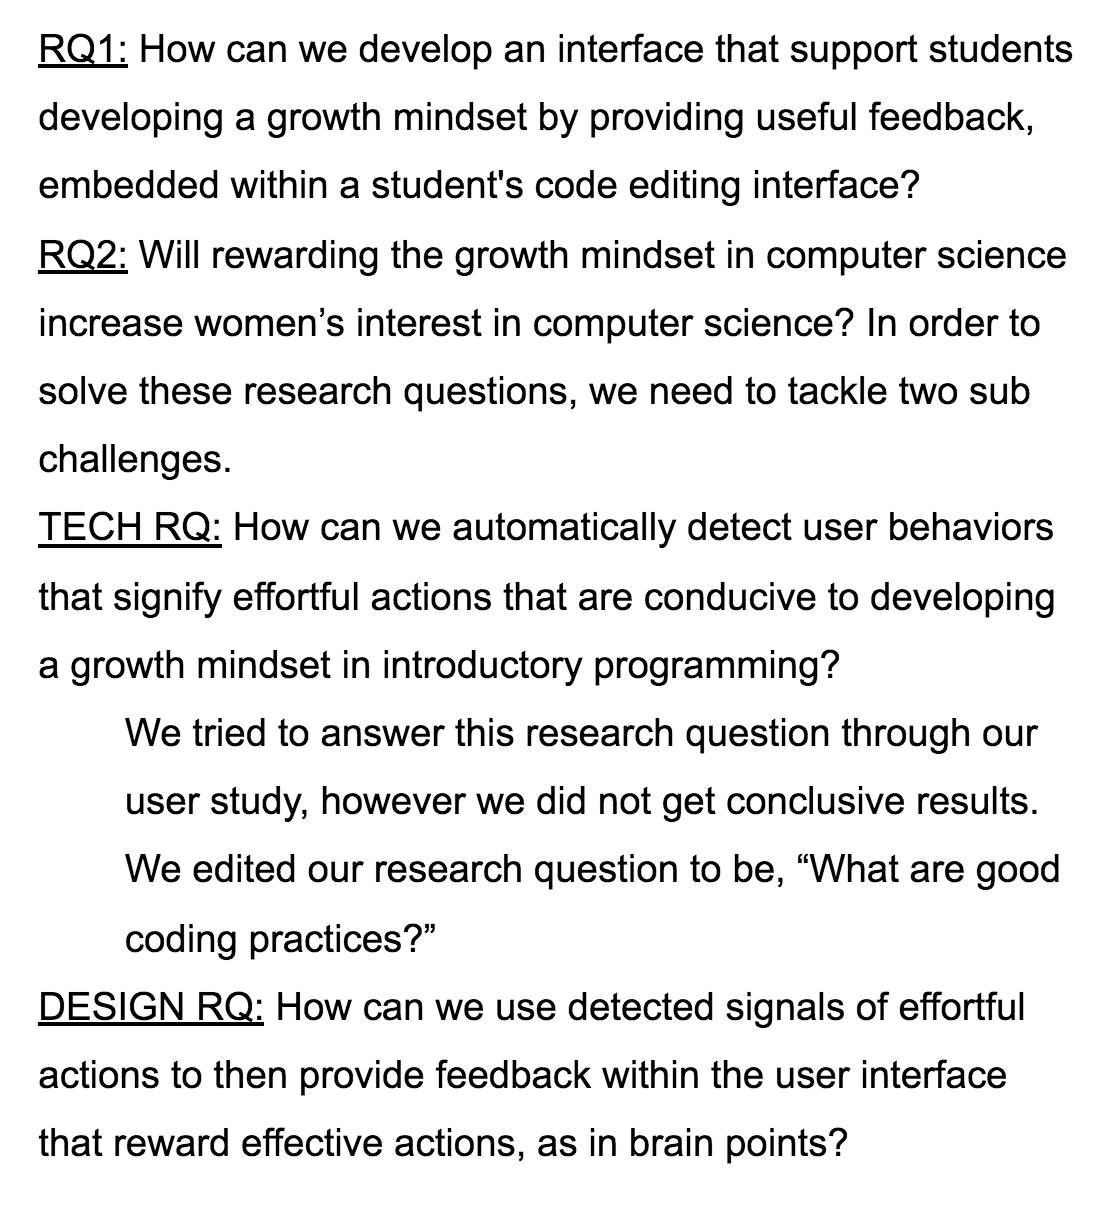 RQ1: How can we develop an interface that support students
developing a growth mindset by providing useful feedback,
embedded within a student's code editing interface?
RQ2: Will rewarding the growth mindset in computer science
increase women’s interest in computer science? In order to
solve these research questions, we need to tackle two sub
challenges.
TECH RQ: How can we automatically detect user behaviors
that signify effortful actions that are conducive to developing
a growth mindset in introductory programming?
We tried to answer this research question through our
user study, however we did not get conclusive results.
We edited our research question to be, “What are good
coding practices?”
DESIGN RQ: How can we use detected signals of effortful
actions to then provide feedback within the user interface
that reward effective actions, as in brain points?